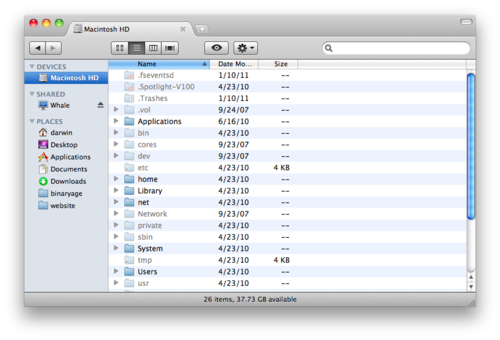 Macintosh HD
Name Date Mo... Size
DEVICES
Macintosh HD
SHARED
Whale
PLACES
darwin
Desktop
Applications
Documents
Downloads
binaryage
website
.fseventsd 1/10/11 --
.Spotlight-V100 4/23/10 --
.Trashes 1/10/11 --
.vol 9/24/07 --
Applications 6/16/10 --
bin 4/23/10 --
cores 9/23/07 --
dev 9/23/07 --
etc 4/23/10 4 KB
home 4/23/10 --
Library 4/23/10 --
net 4/23/10 --
Network 9/23/07 --
private 4/23/10 --
sbin 4/23/10 --
System 4/23/10 --
tmp 4/23/10 4 KB
Users 4/23/10 --
usr 4/23/10 --
26 items, 37.73 GB available